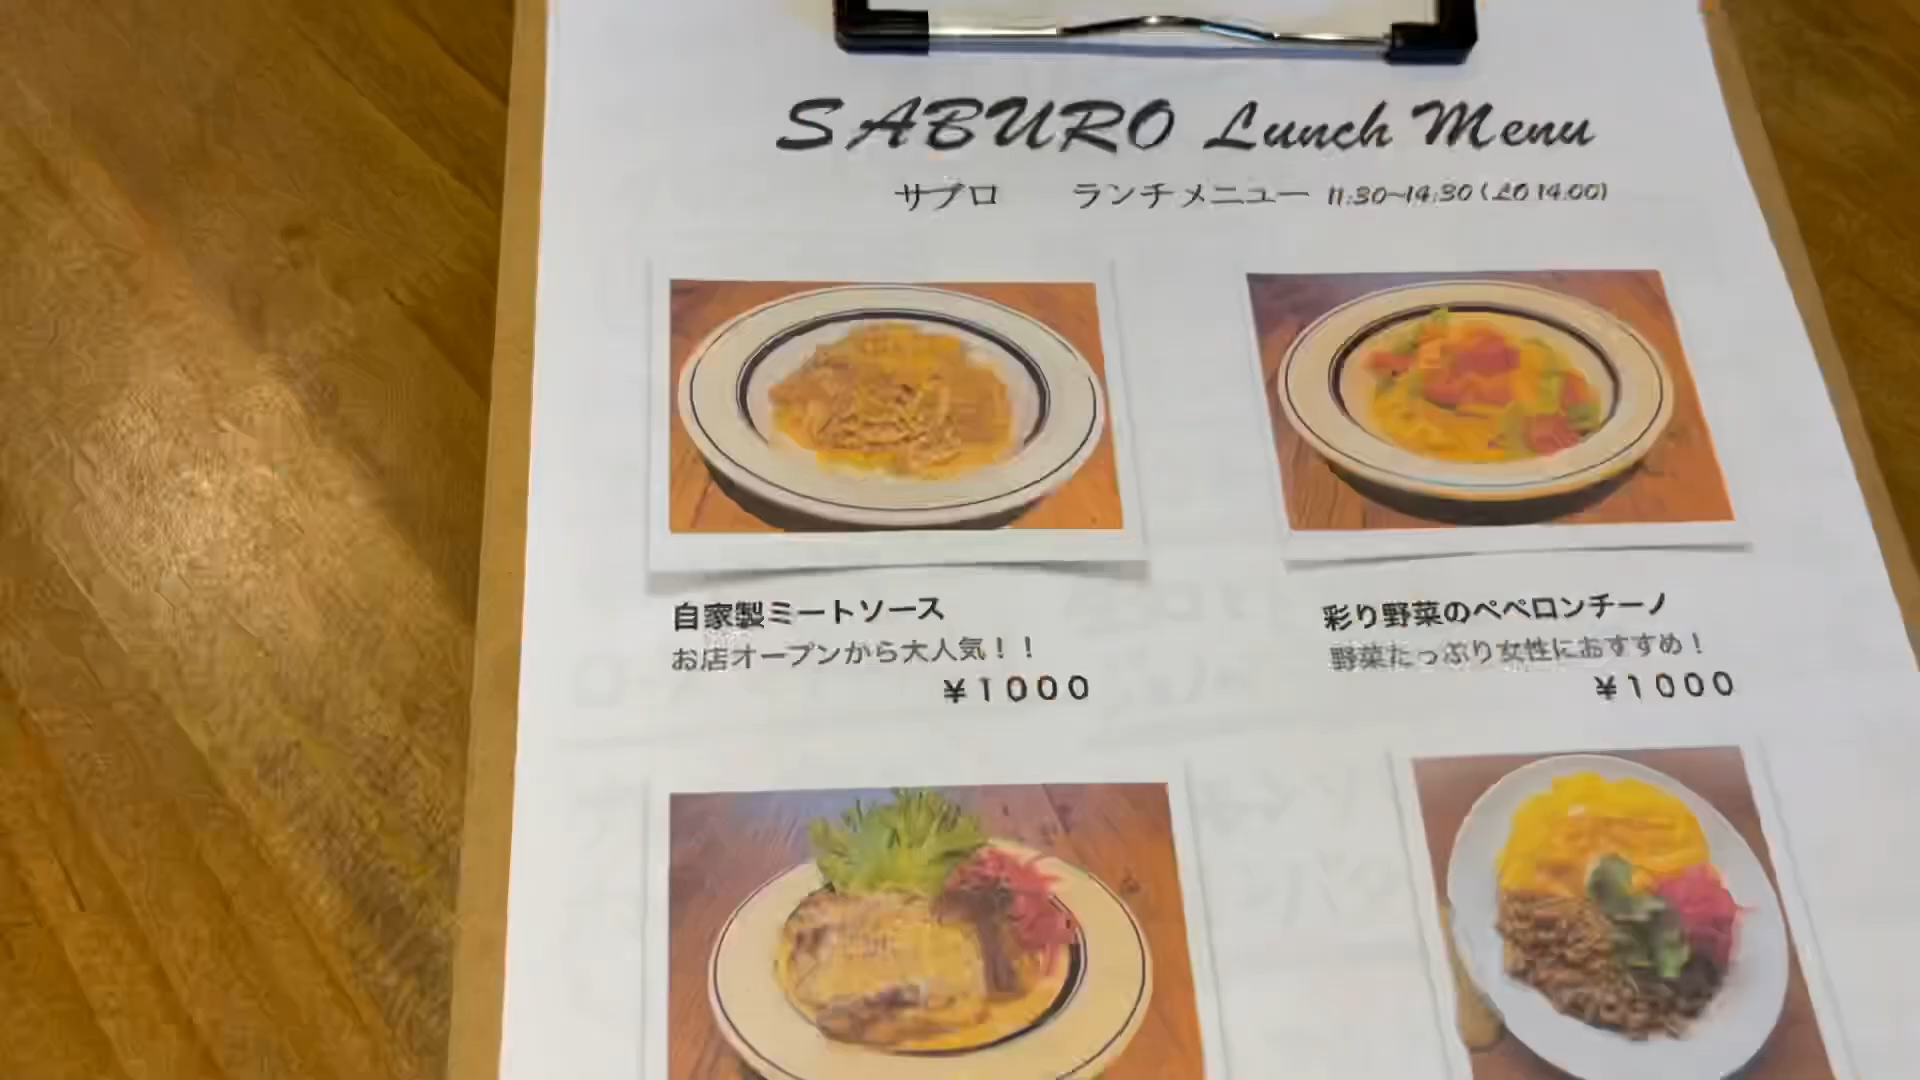 SABURO Lunch Menu
サブロ ランチメニュー 11:30~14:30 (LO 14:00)
自家製ミートソース
お店オープンから大人気！！
¥1000
彩り野菜のペペロンチーノ
野菜たっぷり女性におすすめ！
¥1000